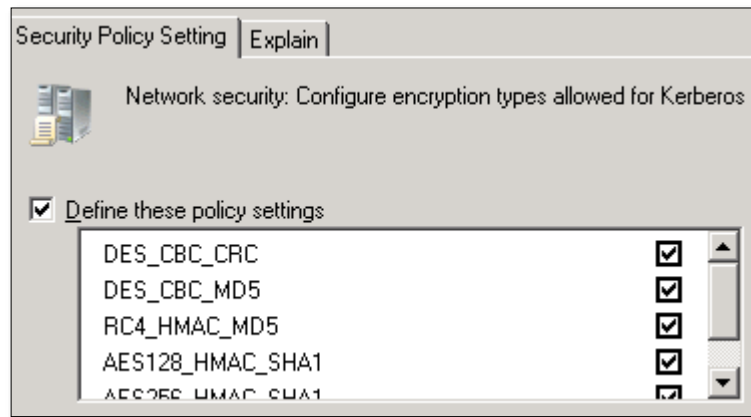 Security Policy Setting
Explain
Network security: Configure encryption types allowed for Kerberos
Define these policy settings
DES_CBC_CRC
DES_CBC_MD5
RC4_HMAC_MD5
AES128_HMAC_SHA1
AES256_HMAC_SHA1